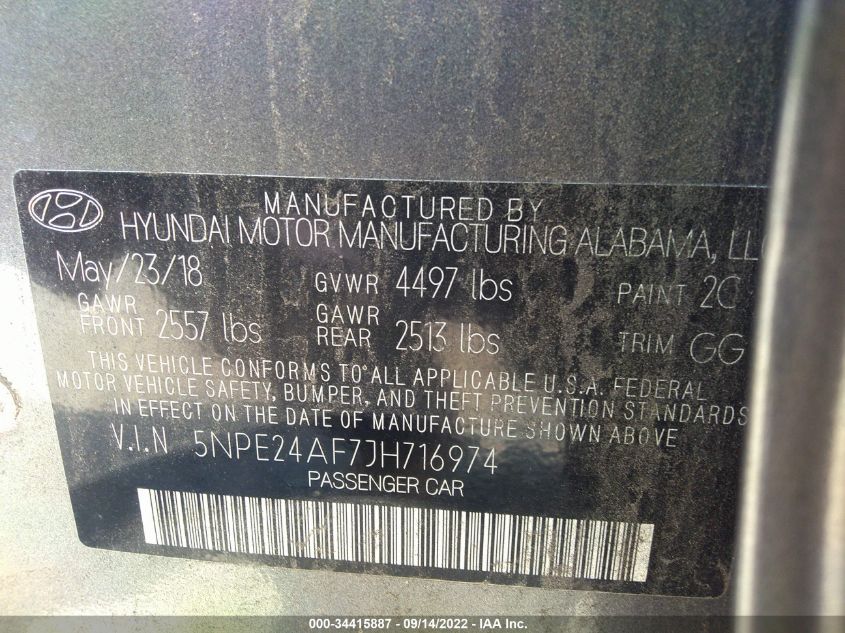 MANUFACTURED BY
HYUNDAI MOTOR MANUFACTURING ALABAMA, LLC
May/23/18 GVWR 4497 lbs PAINT 2C
GAWR FRONT 2557 lbs GAWR REAR 2513 lbs TRIM GG
THIS VEHICLE CONFORMS TO ALL APPLICABLE U.S.A. FEDERAL
MOTOR VEHICLE SAFETY, BUMPER, AND THEFT PREVENTION STANDARDS
IN EFFECT ON THE DATE OF MANUFACTURE SHOWN ABOVE
V.I.N 5NPE24AF7JH716974
PASSENGER CAR
000-34415887 - 09/14/2022 - IAA Inc.